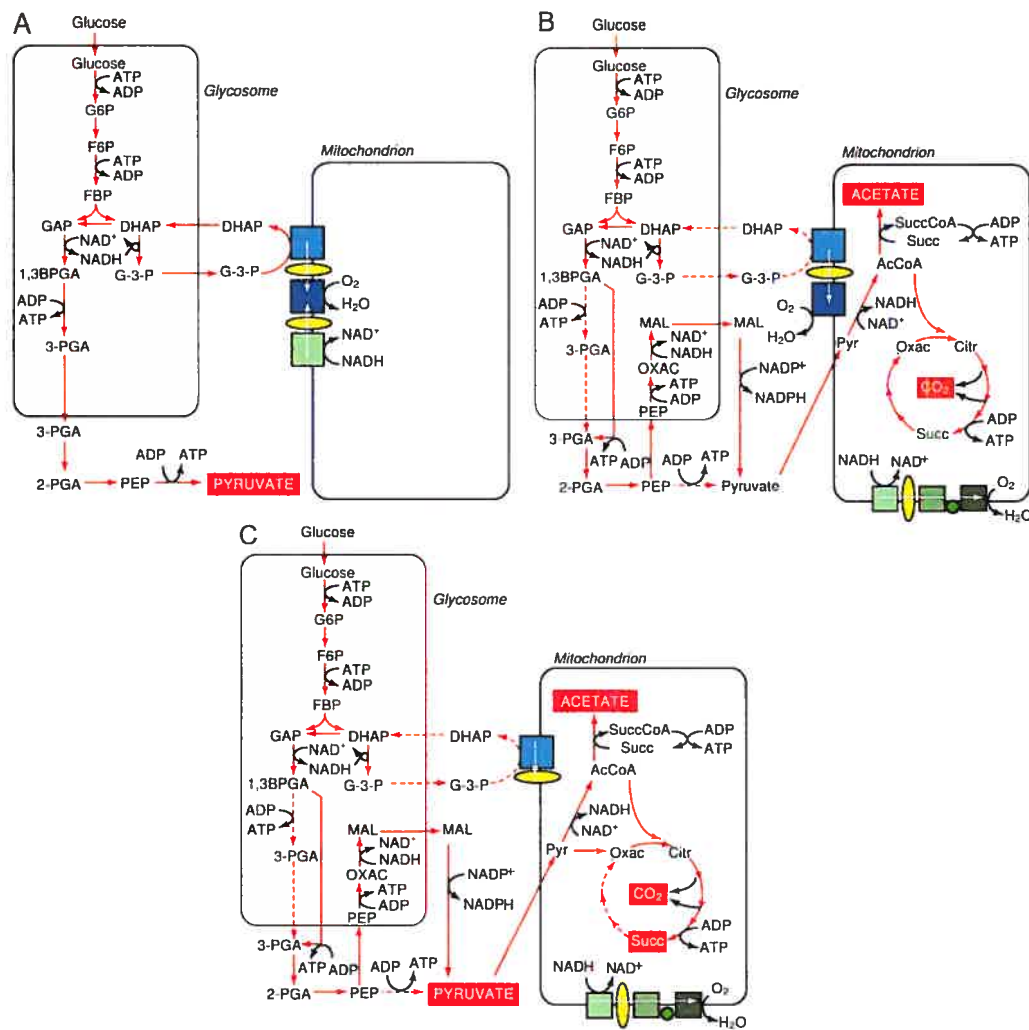 A
Glucose
Glucose
ATP
ADP
G6P
Glycosome
F6P
ATP
ADP
FBP
GAP
DHAP
DHAP
NAD+
NADH
1,3BPGA
G-3-P
G-3-P
ADP
ATP
3-PGA
3-PGA
2-PGA
PEP
ADP
ATP
PYRUVATE
Mitochondrion
O2
H2O
NAD+
NADH
B
Glucose
Glucose
ATP
ADP
G6P
Glycosome
F6P
ATP
ADP
FBP
GAP
DHAP
DHAP
NAD+
NADH
1,3BPGA
G-3-P
G-3-P
ADP
ATP
3-PGA
MAL
MAL
NAD+
NADH
OXAC
ATP
ADP
PEP
NADP+
NADPH
3-PGA
ATP
ADP
2-PGA
PEP
ADP
ATP
Pyruvate
Mitochondrion
ACETATE
SuccCoA
Succ
ADP
ATP
AcCoA
NADH
NAD+
O2
H2O
Pyr
Oxac
Citr
CO2
Succ
ADP
ATP
NADH
NAD+
O2
H2O
C
Glucose
Glucose
ATP
ADP
G6P
Glycosome
F6P
ATP
ADP
FBP
GAP
DHAP
DHAP
NAD+
NADH
1,3BPGA
G-3-P
G-3-P
ADP
ATP
3-PGA
MAL
MAL
NAD+
NADH
OXAC
ATP
ADP
PEP
NADP+
NADPH
3-PGA
ATP
ADP
2-PGA
PEP
ADP
ATP
PYRUVATE
Mitochondrion
ACETATE
SuccCoA
Succ
ADP
ATP
AcCoA
NADH
NAD+
Pyr
Oxac
Citr
CO2
Succ
ADP
ATP
NADH
NAD+
O2
H2O